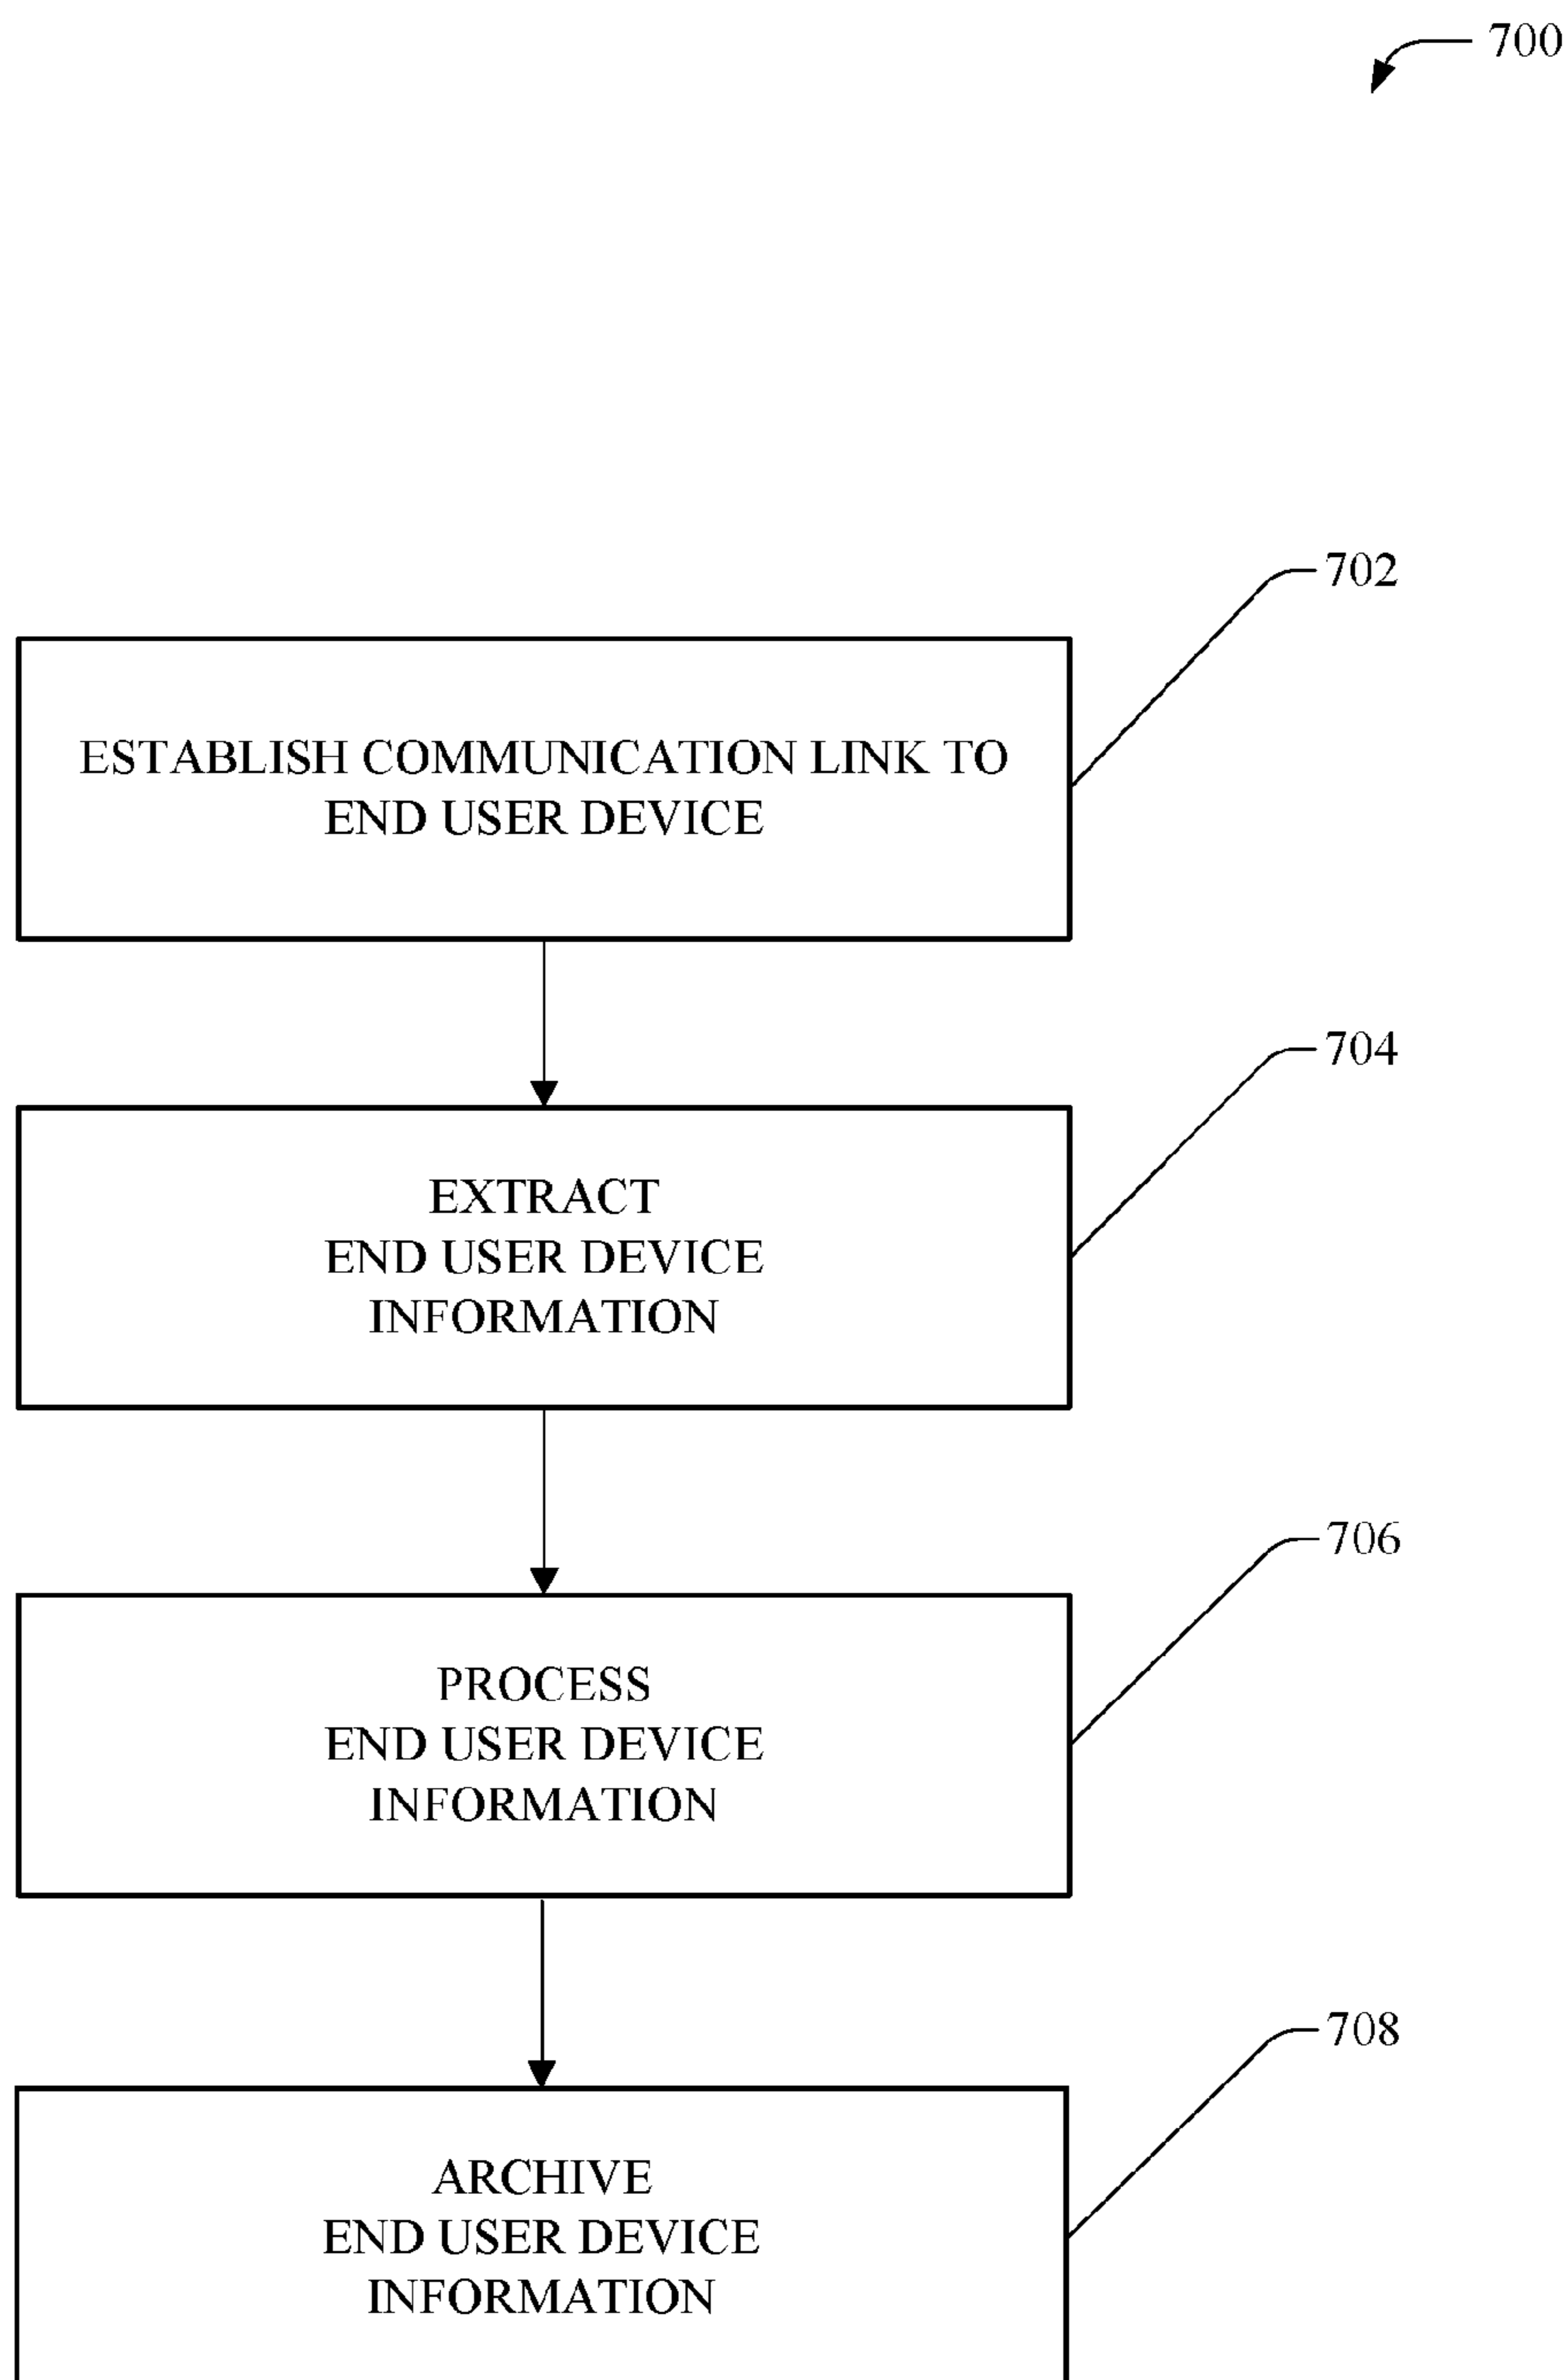 700
702
ESTABLISH COMMUNICATION LINK TO
END USER DEVICE
704
EXTRACT
END USER DEVICE
INFORMATION
706
PROCESS
END USER DEVICE
INFORMATION
708
ARCHIVE
END USER DEVICE
INFORMATION